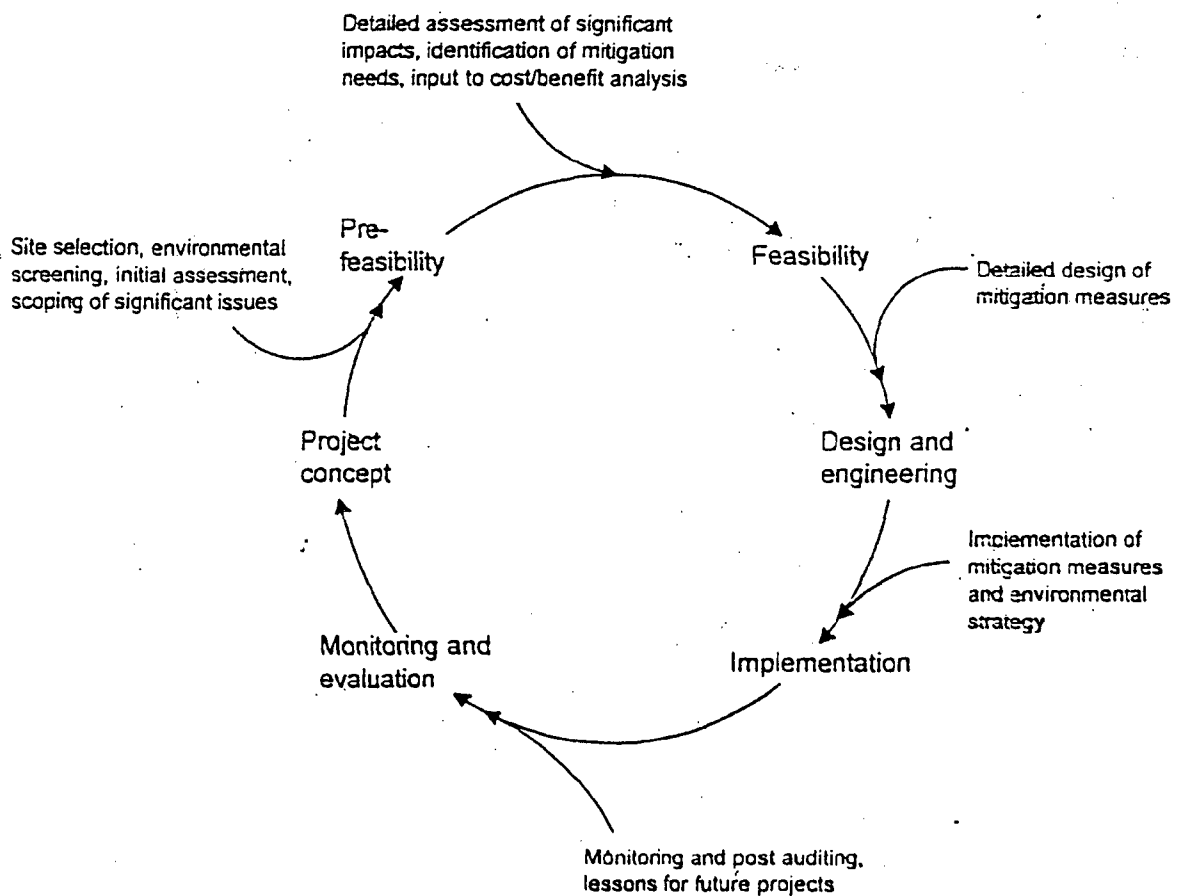 Detailed assessment of significant
impacts, identification of mitigation
needs, input to cost/benefit analysis
Pre-
feasibility
Site selection, environmental
screening, initial assessment,
scoping of significant issues
Feasibility
Detailed design of
mitigation measures
Project
concept
Design and
engineering
Implementation of
mitigation measures
and environmental
strategy
Monitoring and
evaluation
Implementation
Monitoring and post auditing,
lessons for future projects